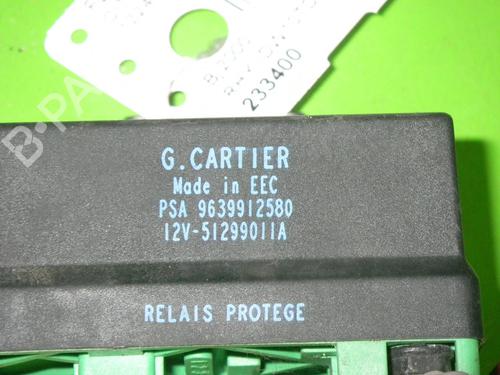 233400
G.CARTIER
Made in EEC
PSA 9639912580
12V-51299011A
RELAIS PROTEGE